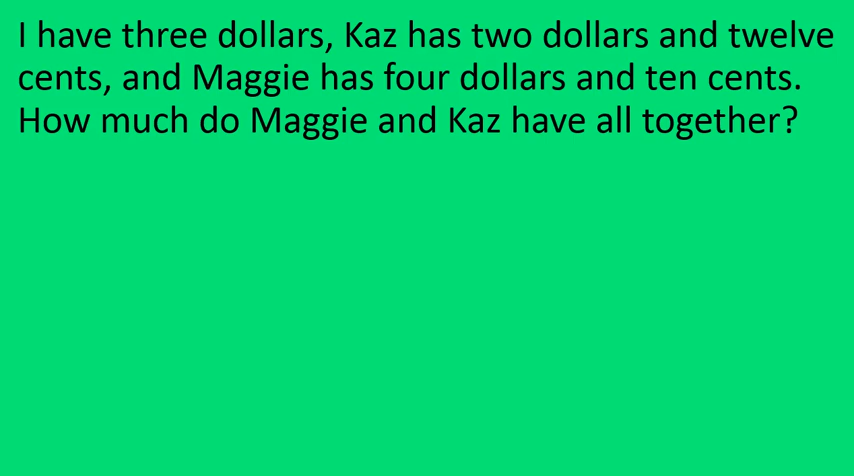 I have three dollars, Kaz has two dollars and twelve
cents, and Maggie has four dollars and ten cents.
How much do Maggie and Kaz have all together?